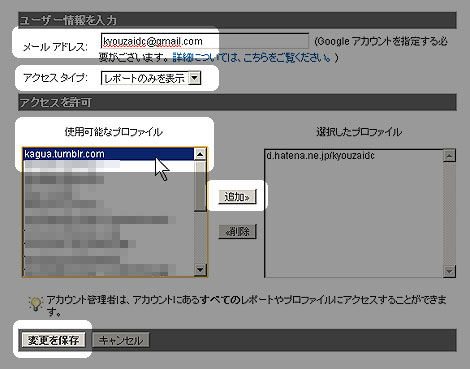 ユーザー情報を入力
メール アドレス: kyouzaidc@gmail.com (Google アカウントを指定する必
要がございます。 詳細については、こちらをご覧ください。)
アクセス タイプ: レポートのみを表示
アクセスを許可
使用可能なプロファイル 選択したプロファイル
kagua.tumblr.com d.hatena.ne.jp/kyouzaidc
追加»
«削除
アカウント管理者は、アカウントにあるすべてのレポートやプロファイルにアクセスすることができま
す。
変更を保存 キャンセル